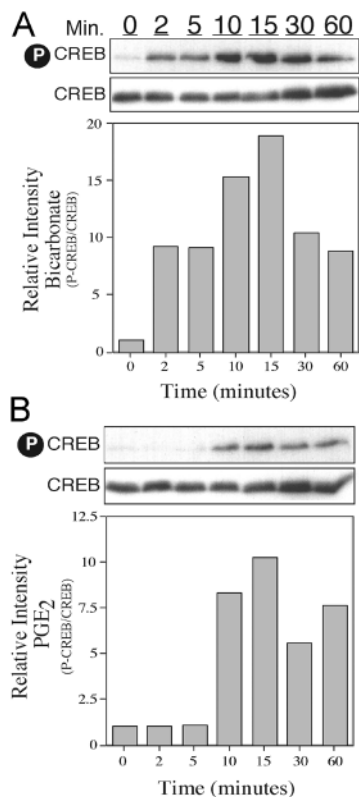 A
Min. 0 2 5 10 15 30 60
P CREB
CREB
Relative Intensity
Bicarbonate
(P-CREB/CREB)
20
15
10
5
0
0 2 5 10 15 30 60
Time (minutes)
B
P CREB
CREB
Relative Intensity
PGE2
(P-CREB/CREB)
12.5
10
7.5
5
2.5
0
0 2 5 10 15 30 60
Time (minutes)